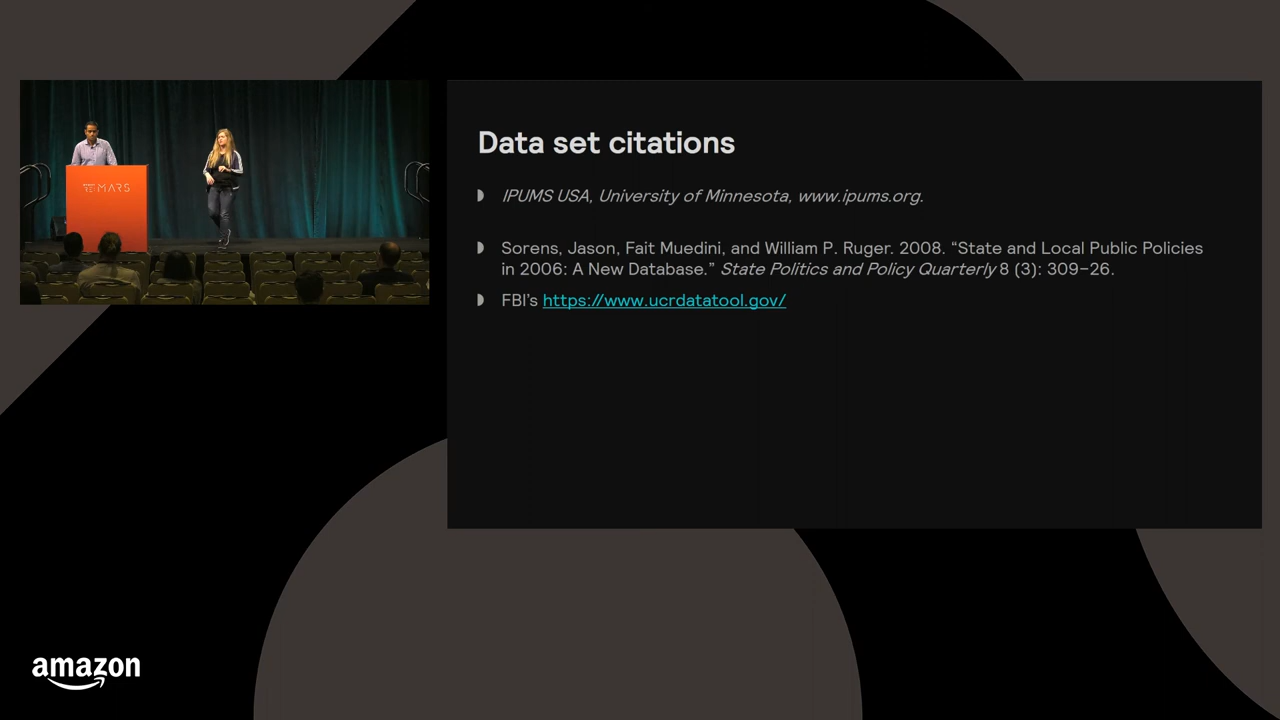 Data set citations
IPUMS USA, University of Minnesota, www.ipums.org.
Sorens, Jason, Fait Muedini, and William P. Ruger. 2008. “State and Local Public Policies
in 2006: A New Database.” State Politics and Policy Quarterly 8 (3): 309–26.
FBI’s https://www.ucrdatatool.gov/
MARS
amazon